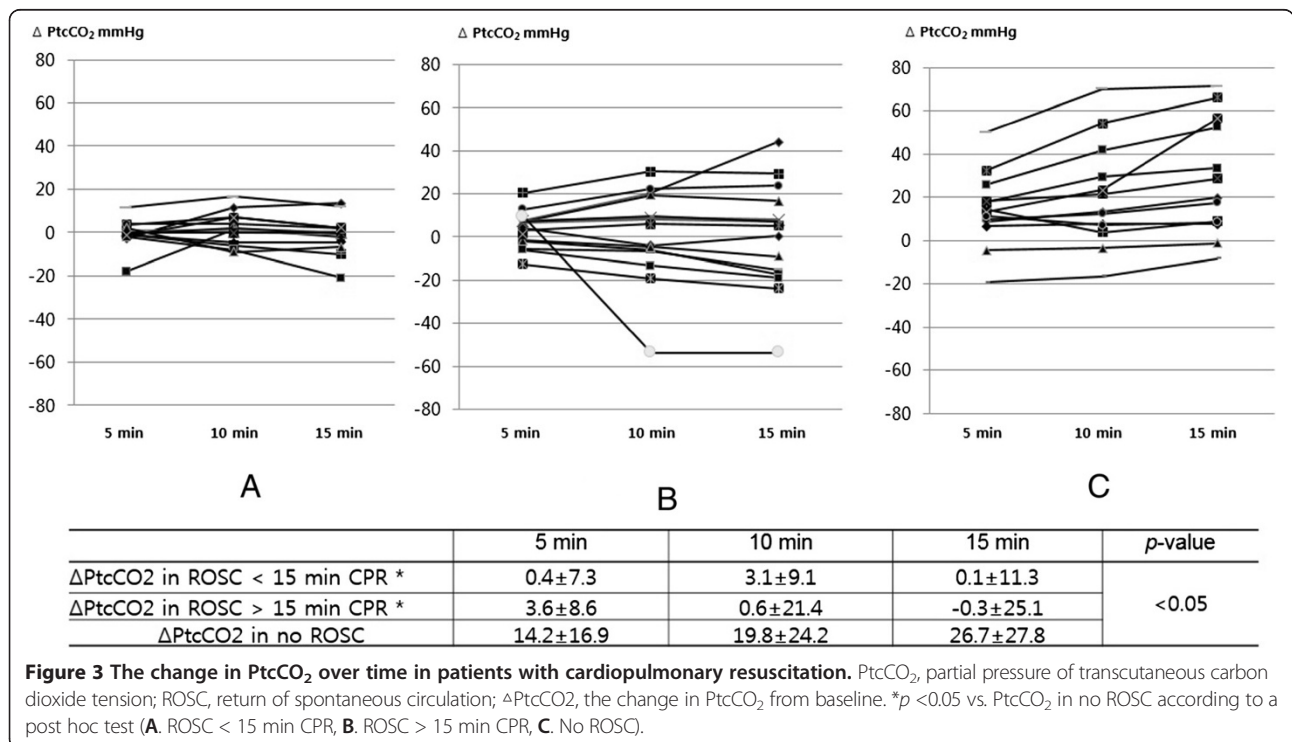 Δ PtcCO₂ mmHg
80
60
40
20
0
-20
-40
-60
-80
5 min 10 min 15 min
A
Δ PtcCO₂ mmHg
80
60
40
20
0
-20
-40
-60
-80
5 min 10 min 15 min
B
Δ PtcCO₂ mmHg
80
60
40
20
0
-20
-40
-60
-80
5 min 10 min 15 min
C
5 min 10 min 15 min p-value
ΔPtcCO2 in ROSC < 15 min CPR * 0.4±7.3 3.1±9.1 0.1±11.3
ΔPtcCO2 in ROSC > 15 min CPR * 3.6±8.6 0.6±21.4 -0.3±25.1 <0.05
ΔPtcCO2 in no ROSC 14.2±16.9 19.8±24.2 26.7±27.8
Figure 3 The change in PtcCO₂ over time in patients with cardiopulmonary resuscitation. PtcCO₂, partial pressure of transcutaneous carbon
dioxide tension; ROSC, return of spontaneous circulation; △PtcCO2, the change in PtcCO₂ from baseline. *p <0.05 vs. PtcCO₂ in no ROSC according to a
post hoc test (A. ROSC < 15 min CPR, B. ROSC > 15 min CPR, C. No ROSC).